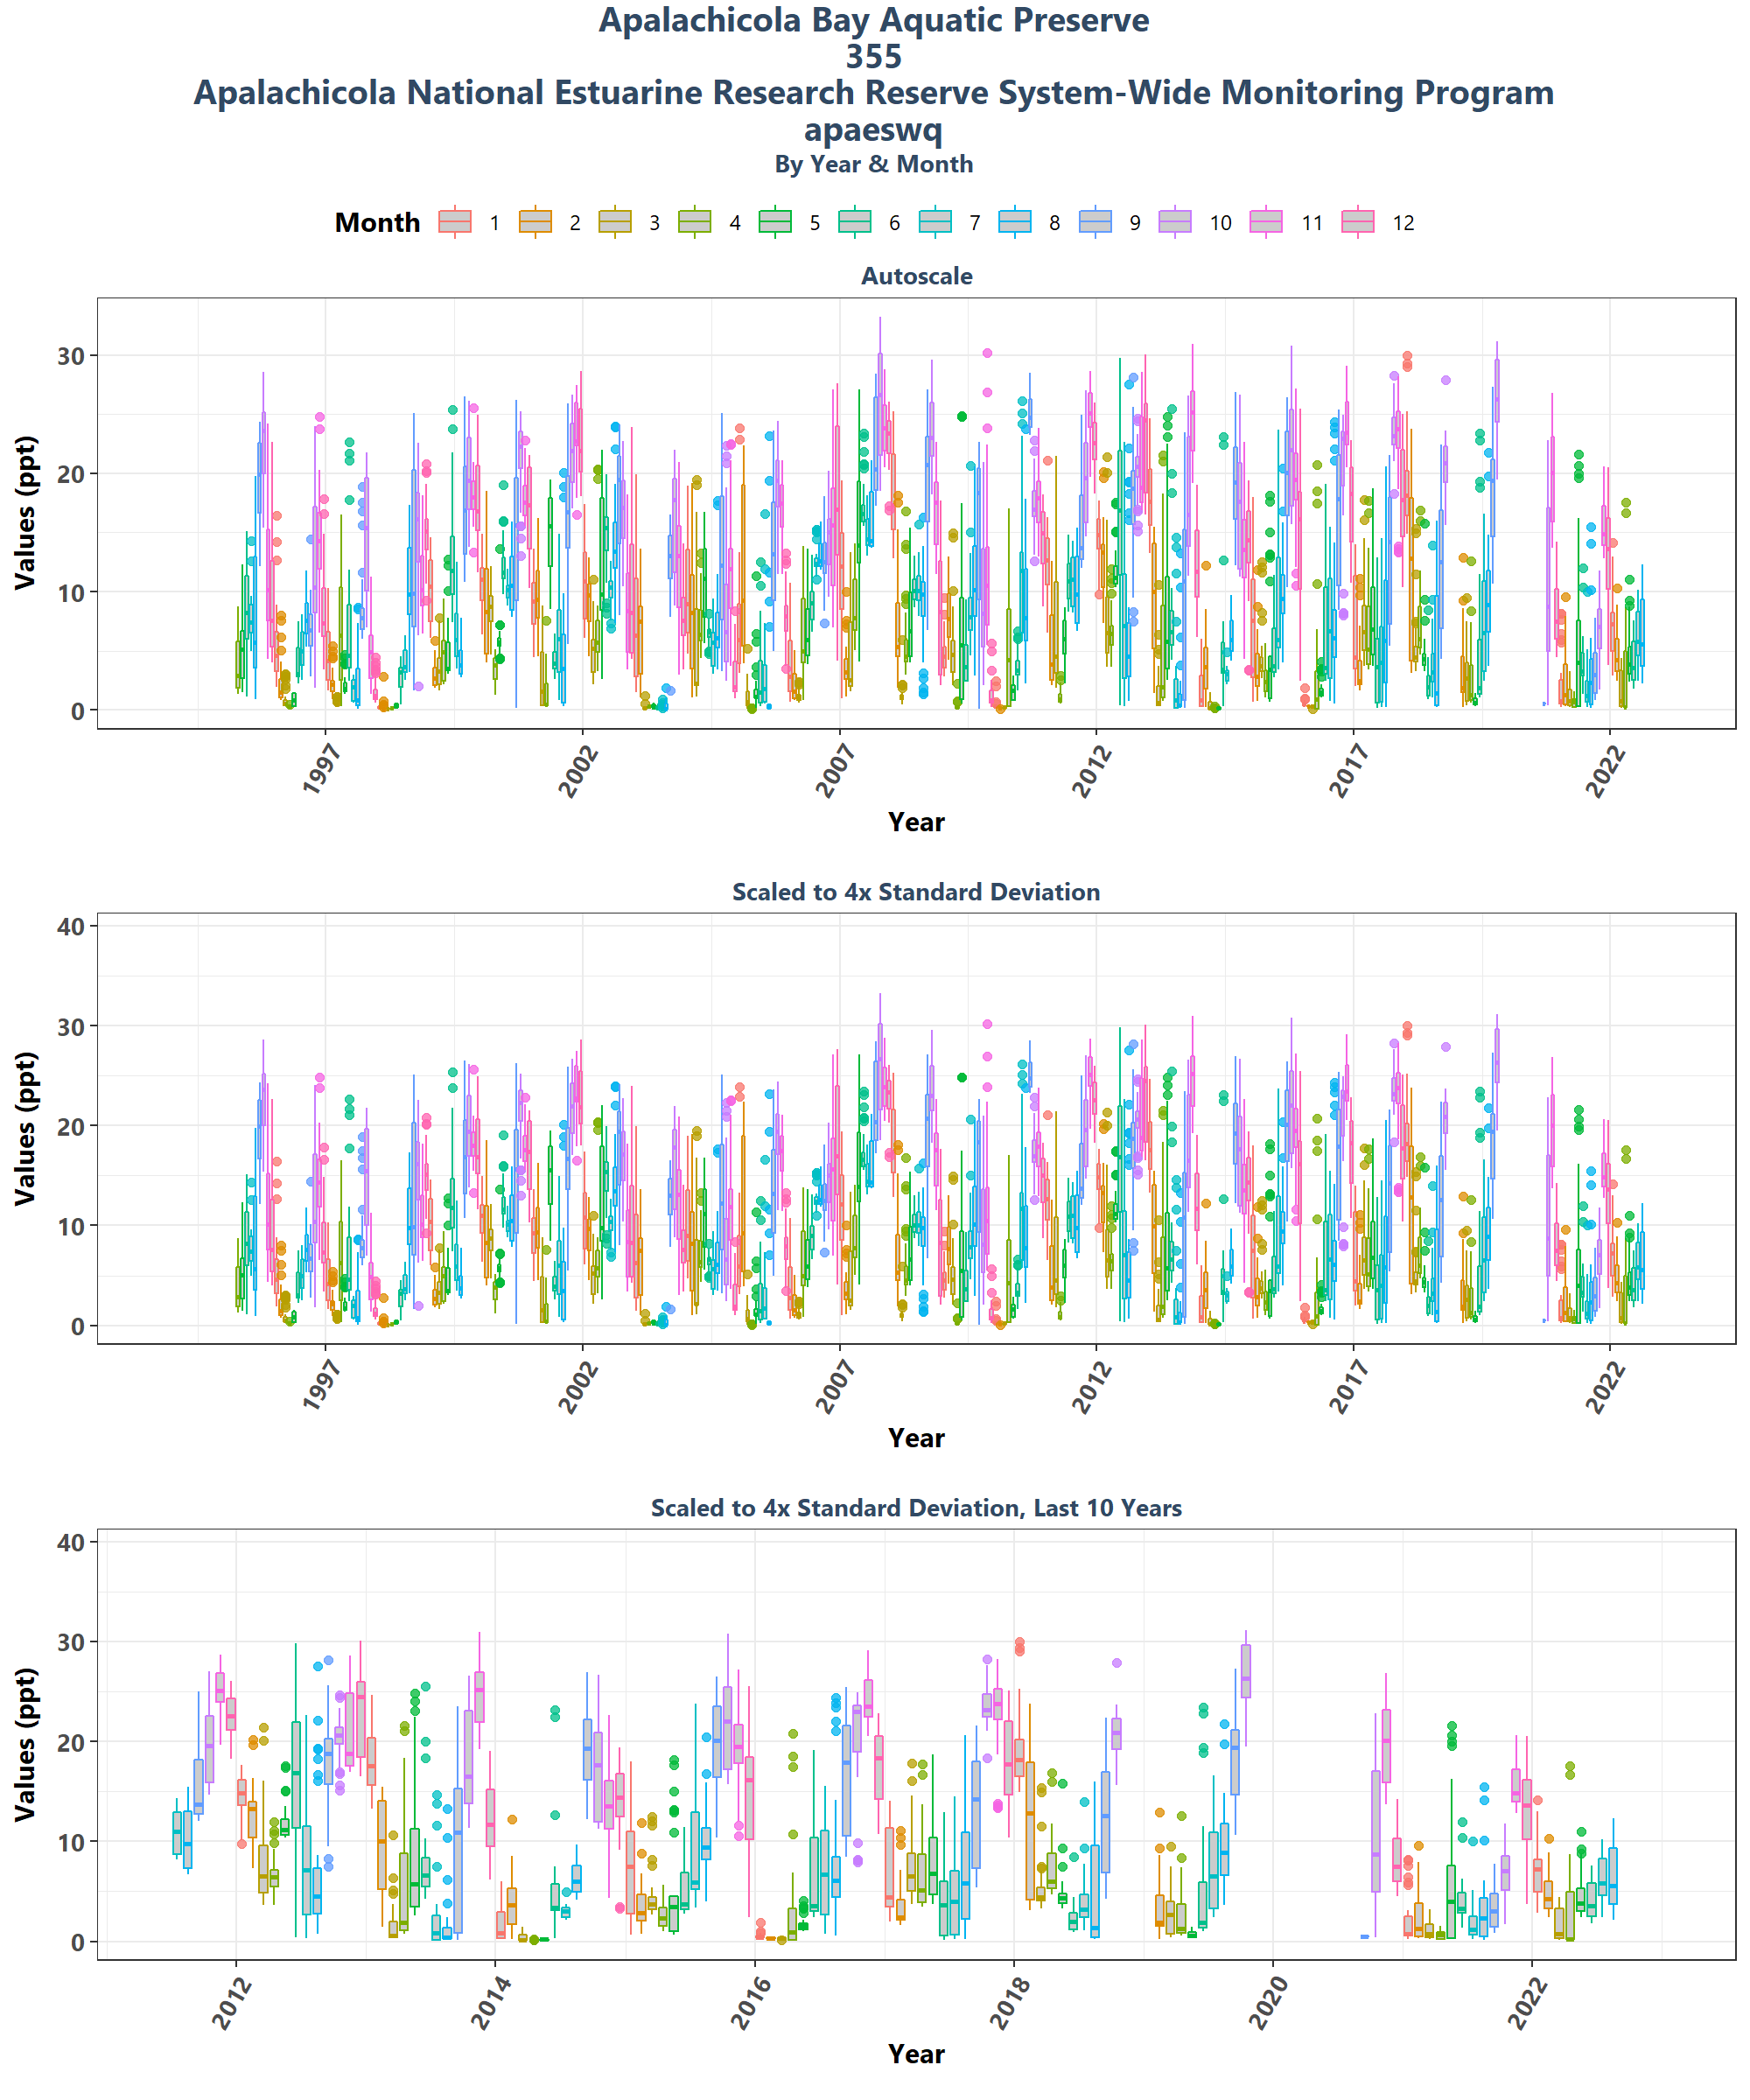 Apalachicola Bay Aquatic Preserve
355
Apalachicola National Estuarine Research Reserve System-Wide Monitoring Program
apaeswq
By Year & Month
Month 1 2 3 4 5 6 7 8 9 10 11 12
Autoscale
Values (ppt)
30
20
10
0
1997 2002 2007 2012 2017 2022
Year
Scaled to 4x Standard Deviation
Values (ppt)
40
30
20
10
0
1997 2002 2007 2012 2017 2022
Year
Scaled to 4x Standard Deviation, Last 10 Years
Values (ppt)
40
30
20
10
0
2012 2014 2016 2018 2020 2022
Year